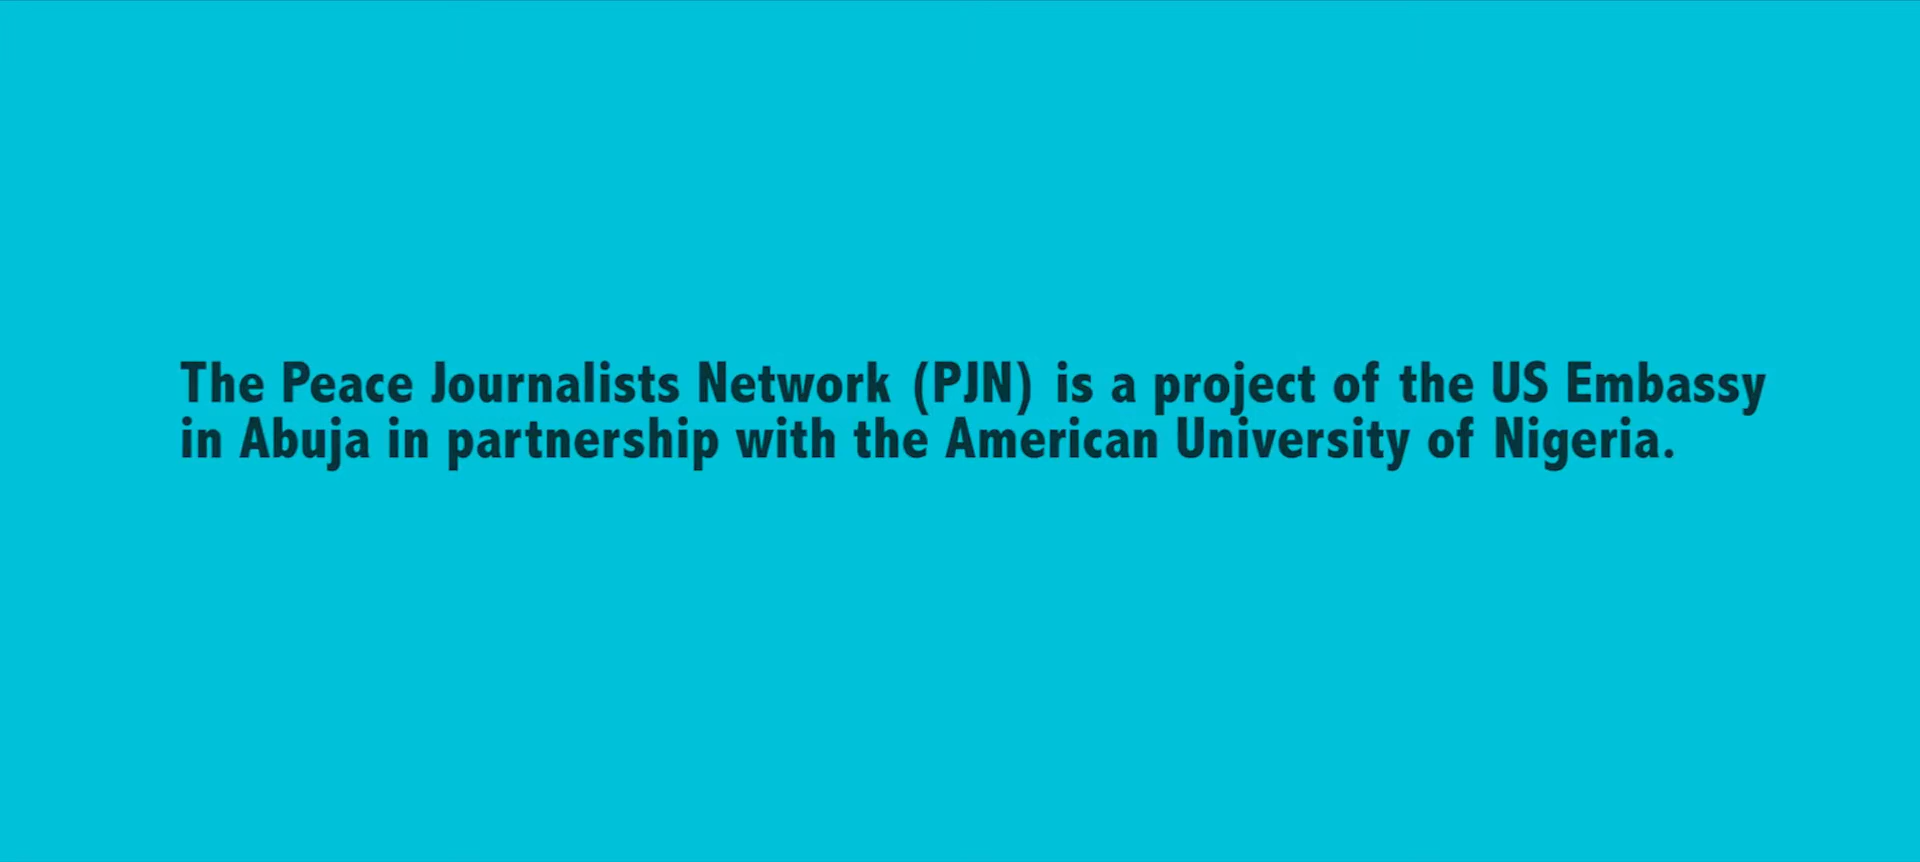 The Peace Journalists Network (PJN) is a project of the US Embassy
in Abuja in partnership with the American University of Nigeria.